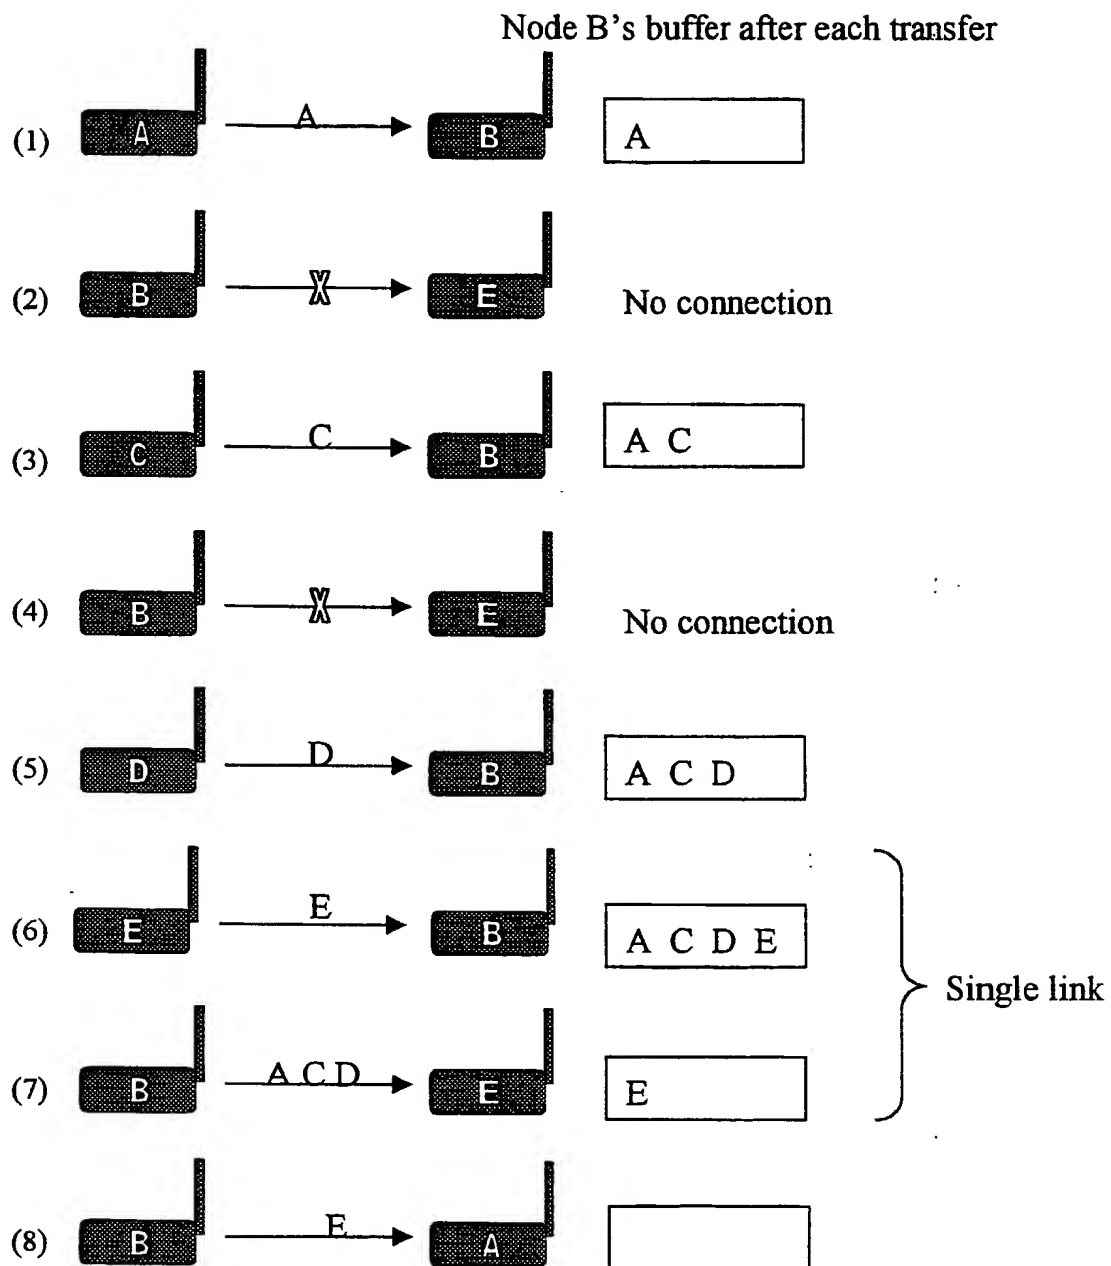 Node B's buffer after each transfer
(1) A A B A
(2) B X E No connection
(3) C C B A C
(4) B X E No connection
(5) D D B A C D
(6) E E B A C D E
Single link
(7) B A C D E E
(8) B E A